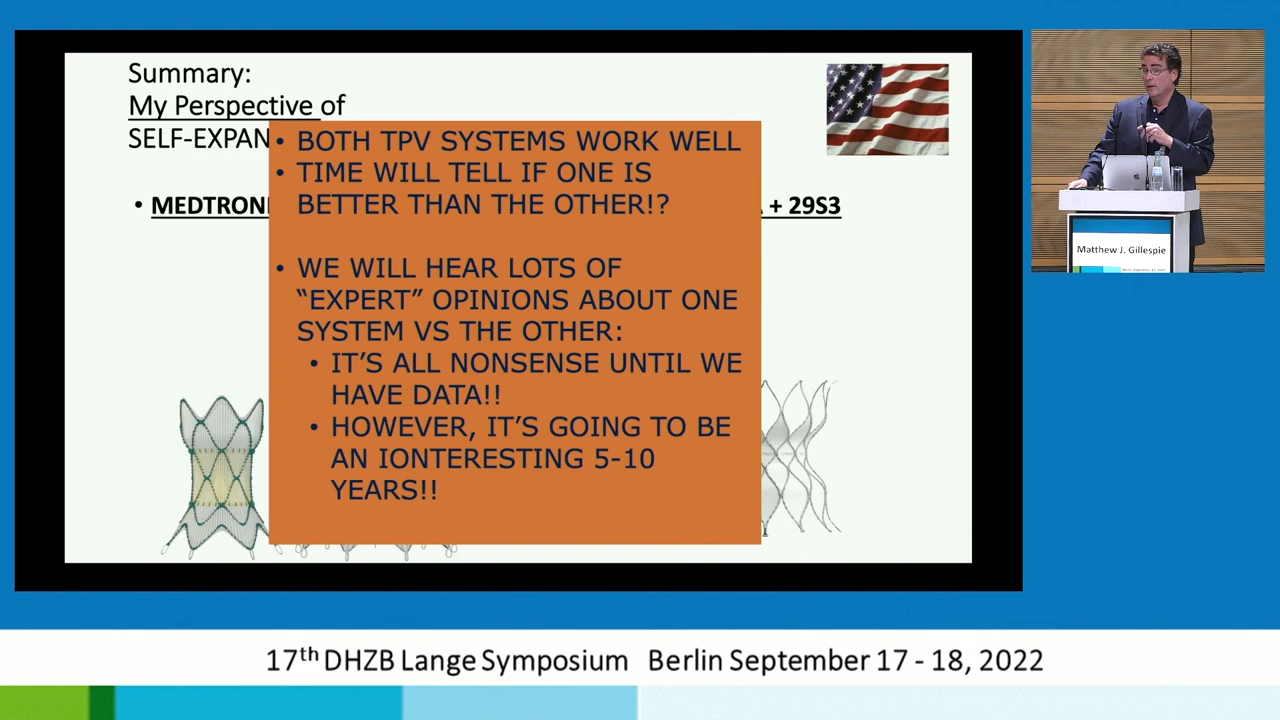 Summary:
My Perspective of
SELF-EXPAN
• MEDTRONI
+ 29S3
• BOTH TPV SYSTEMS WORK WELL
• TIME WILL TELL IF ONE IS
BETTER THAN THE OTHER!?
• WE WILL HEAR LOTS OF
“EXPERT” OPINIONS ABOUT ONE
SYSTEM VS THE OTHER:
• IT’S ALL NONSENSE UNTIL WE
HAVE DATA!!
• HOWEVER, IT’S GOING TO BE
AN IONTERESTING 5-10
YEARS!!
Matthew J. Gillespie
17th DHZB Lange Symposium Berlin September 17 - 18, 2022